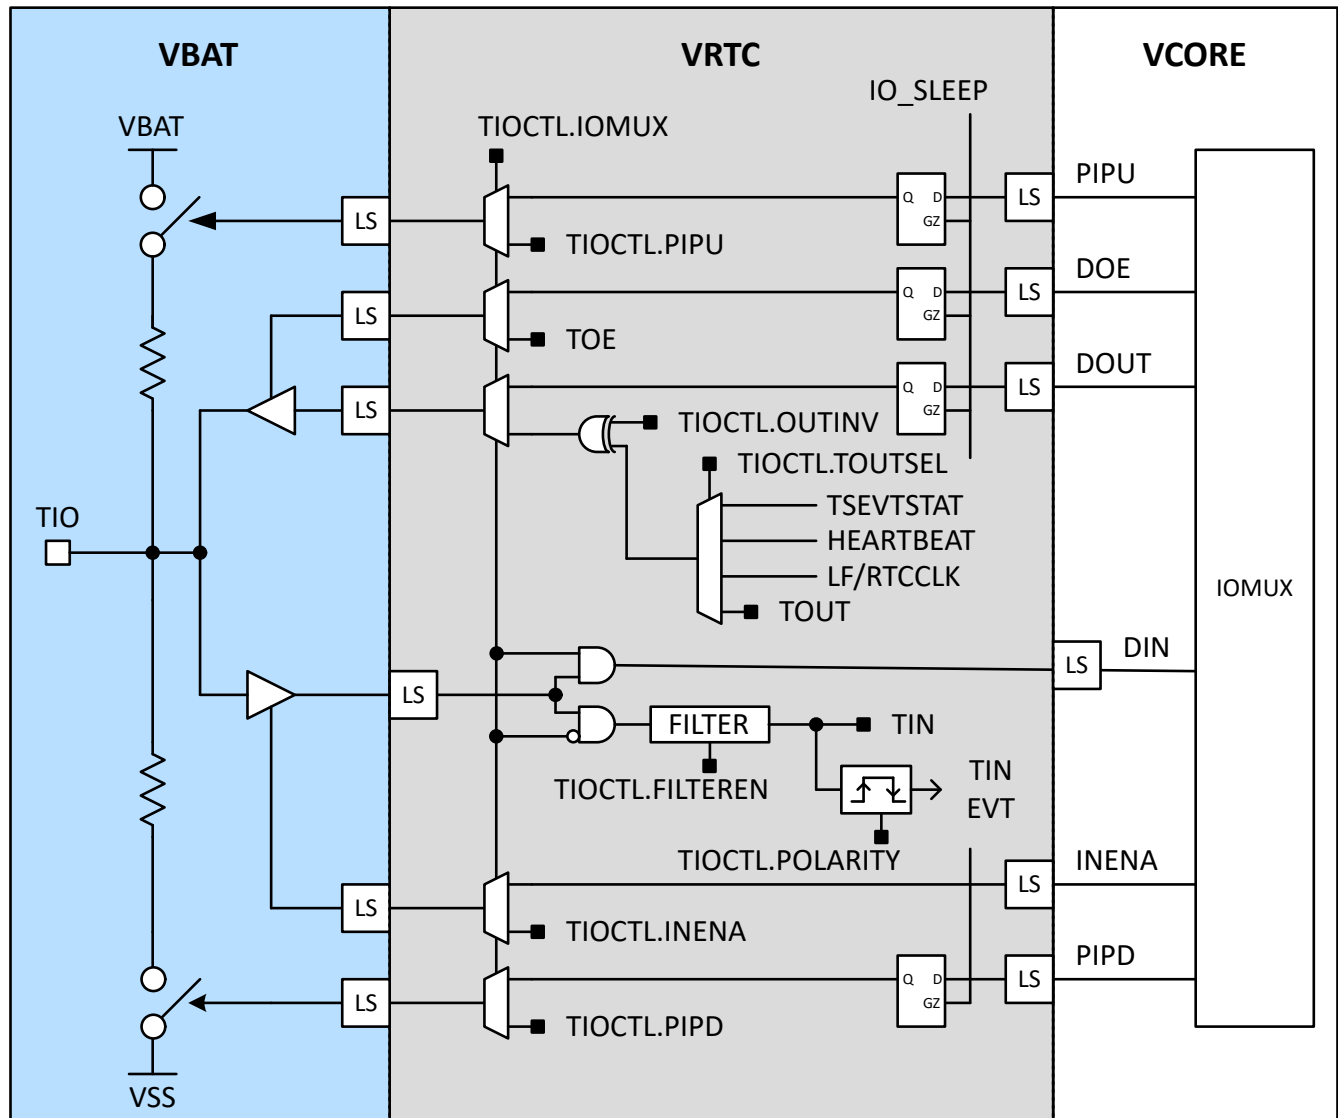 VBAT
VRTC
VCORE
IO_SLEEP
VBAT
TIOCTL.IOMUX
PIPU
LS
Q D
GZ
LS
TIOCTL.PIPU
DOE
LS
Q D
GZ
LS
TOE
DOUT
LS
Q D
GZ
LS
TIOCTL.OUTINV
TIOCTL.TOUTSEL
TSEVTSTAT
TIO
HEARTBEAT
LF/RTCCLK
IOMUX
TOUT
DIN
LS
LS
FILTER
TIN
TIOCTL.FILTEREN
TIN
EVT
TIOCTL.POLARITY
INENA
LS
LS
TIOCTL.INENA
PIPD
LS
Q D
GZ
LS
TIOCTL.PIPD
VSS